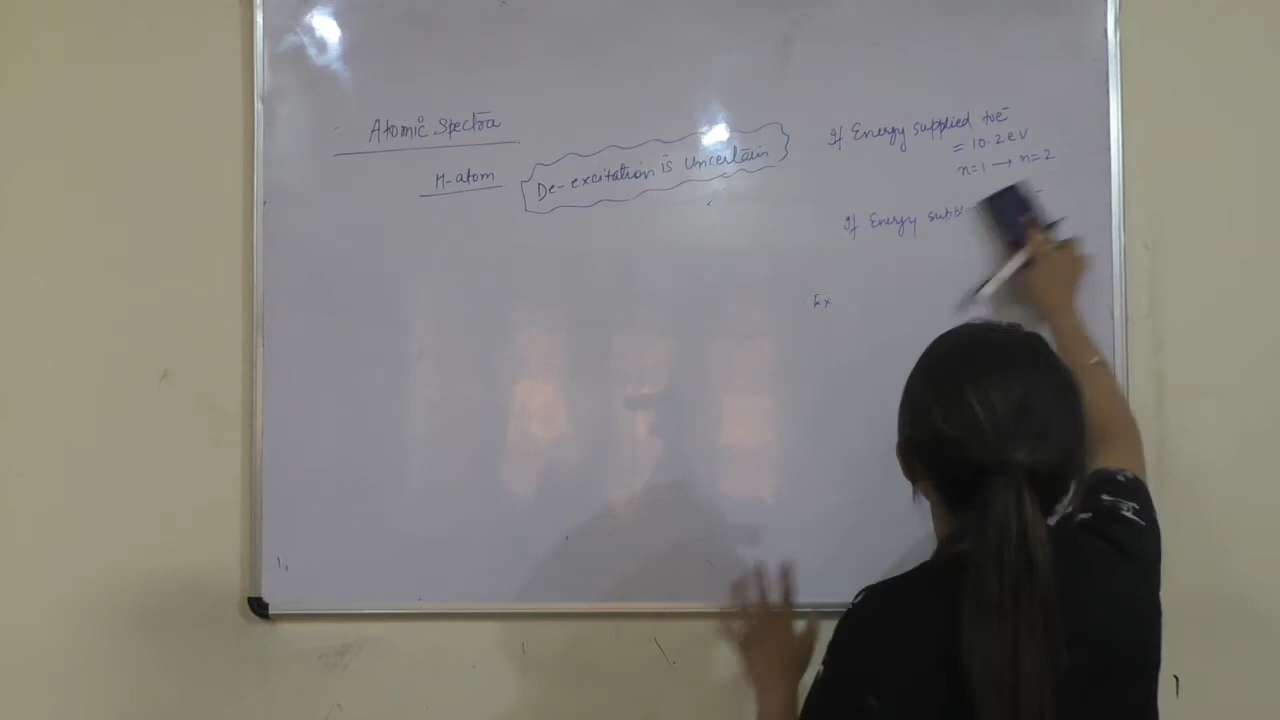 Atomic Spectra
H-atom
De-excitation is uncertain
If Energy supplied to e⁻
= 10.2 eV
n=1 → n=2
If Energy
Ex
1.